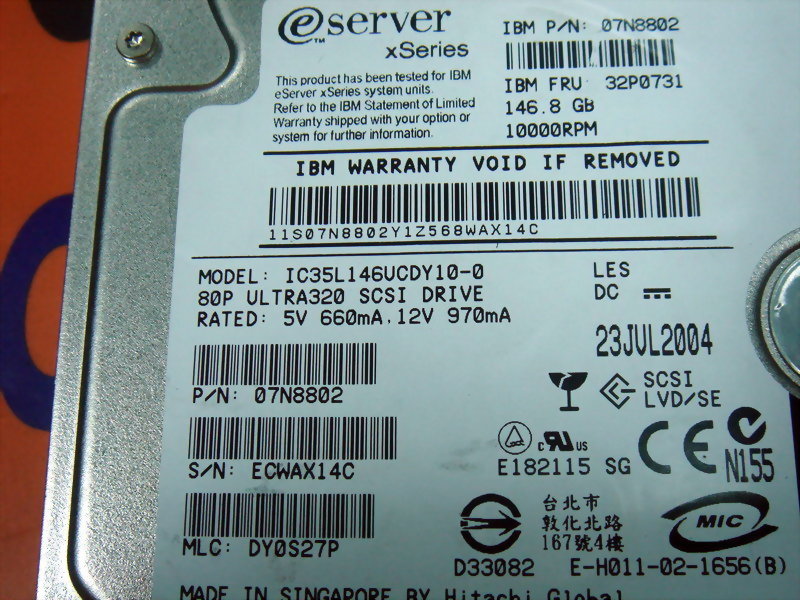 eserver
TM
xSeries
This product has been tested for IBM
eServer xSeries system units.
Refer to the IBM Statement of Limited
Warranty shipped with your option or
system for further information.
IBM P/N: 07N8802
IBM FRU 32P0731
146.8 GB
10000RPM
IBM WARRANTY VOID IF REMOVED
11S07N8802Y1Z568WAX14C
MODEL: IC35L146UCDY10-0
80P ULTRA320 SCSI DRIVE
RATED: 5V 660mA, 12V 970mA
LES
DC
23JUL2004
P/N: 07N8802
SCSI
LVD/SE
S/N: ECWAX14C
c RU US
E182115 SG
CE
N155
MLC: DY0S27P
D33082
台北市
敦化北路
167號4樓
MIC
E-H011-02-1656(B)
MADE IN SINGAPORE BY Hitachi Global